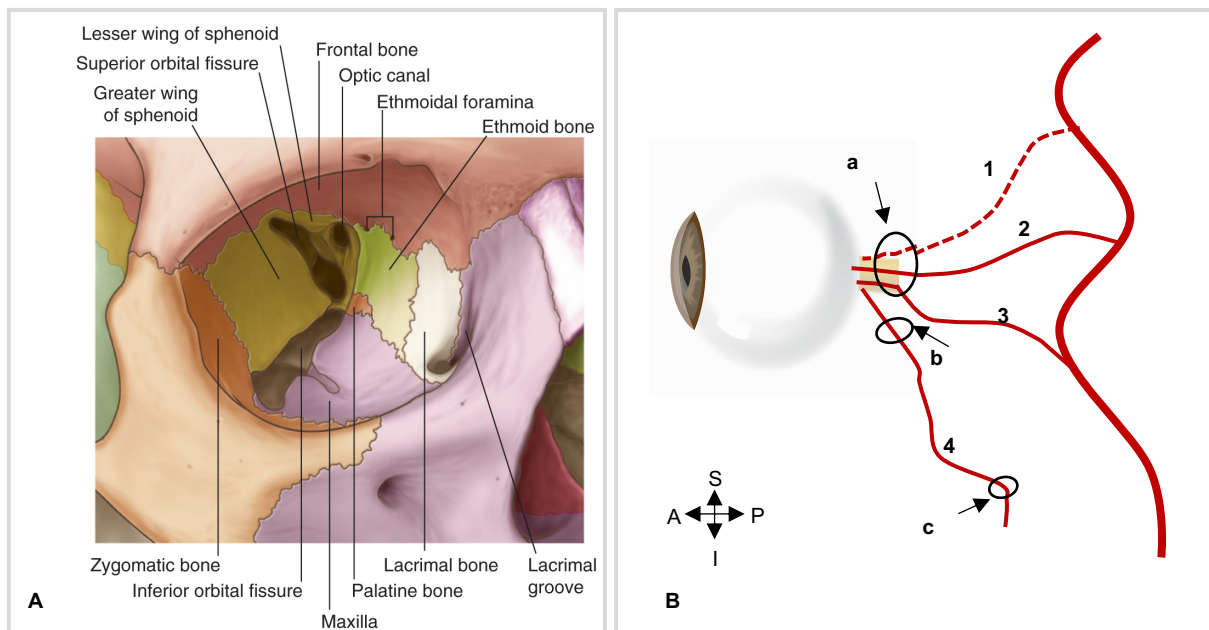 Lesser wing of sphenoid
Superior orbital fissure
Greater wing
of sphenoid
Frontal bone
Optic canal
Ethmoidal foramina
Ethmoid bone
Zygomatic bone
Inferior orbital fissure
Maxilla
Palatine bone
Lacrimal bone
Lacrimal
groove
A
a
1
2
3
b
4
c
S
A
P
I
B